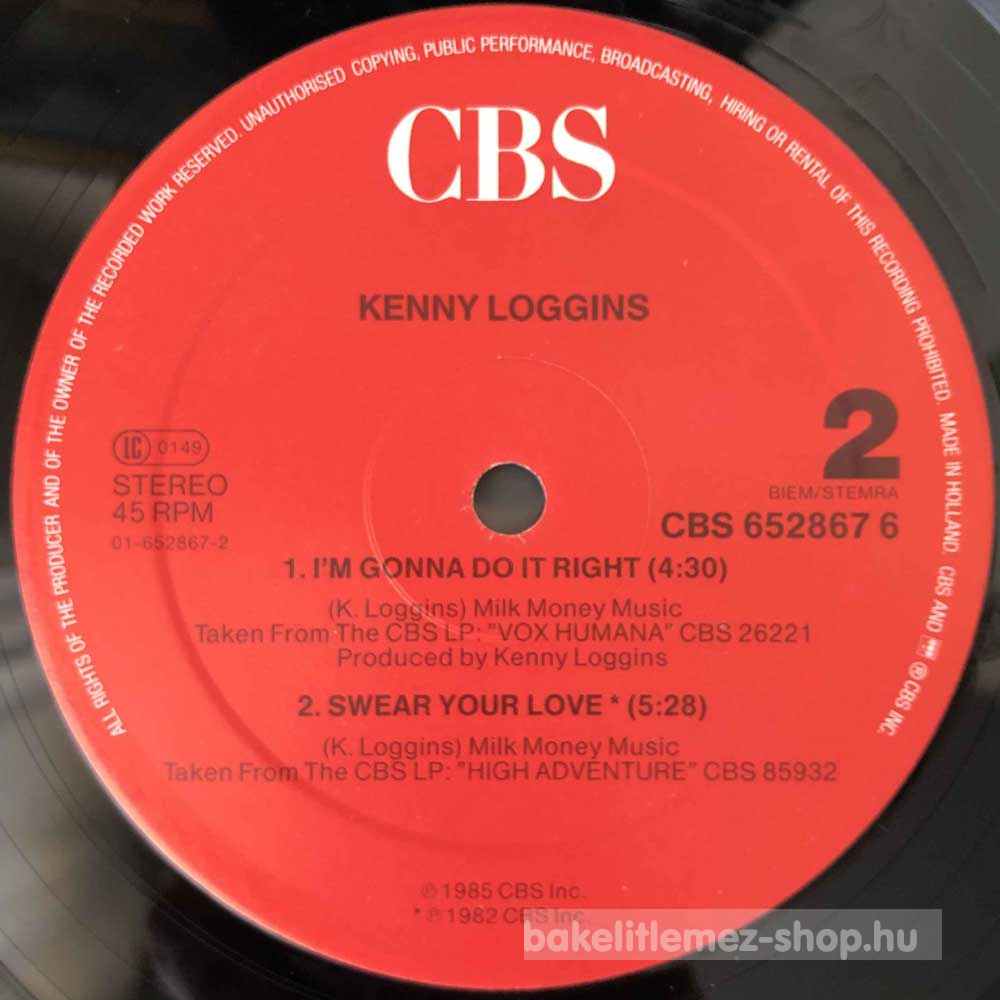 ALL RIGHTS OF THE PRODUCER AND OF THE OWNER OF THE RECORDED WORK RESERVED. UNAUTHORISED COPYING, PUBLIC PERFORMANCE, BROADCASTING, HIRING OR RENTAL OF THIS RECORDING PROHIBITED. MADE IN HOLLAND. CBS AND ℗ © CBS INC.
CBS
KENNY LOGGINS
LC 0149
STEREO
45 RPM
01-652867-2
2
BIEM/STEMRA
CBS 652867 6
1. I'M GONNA DO IT RIGHT (4:30)
(K. Loggins) Milk Money Music
Taken From The CBS LP: "VOX HUMANA" CBS 26221
Produced by Kenny Loggins
2. SWEAR YOUR LOVE * (5:28)
(K. Loggins) Milk Money Music
Taken From The CBS LP: "HIGH ADVENTURE" CBS 85932
℗ 1985 CBS Inc.
* ℗ 1982 CBS Inc.
bakelitlemez-shop.hu